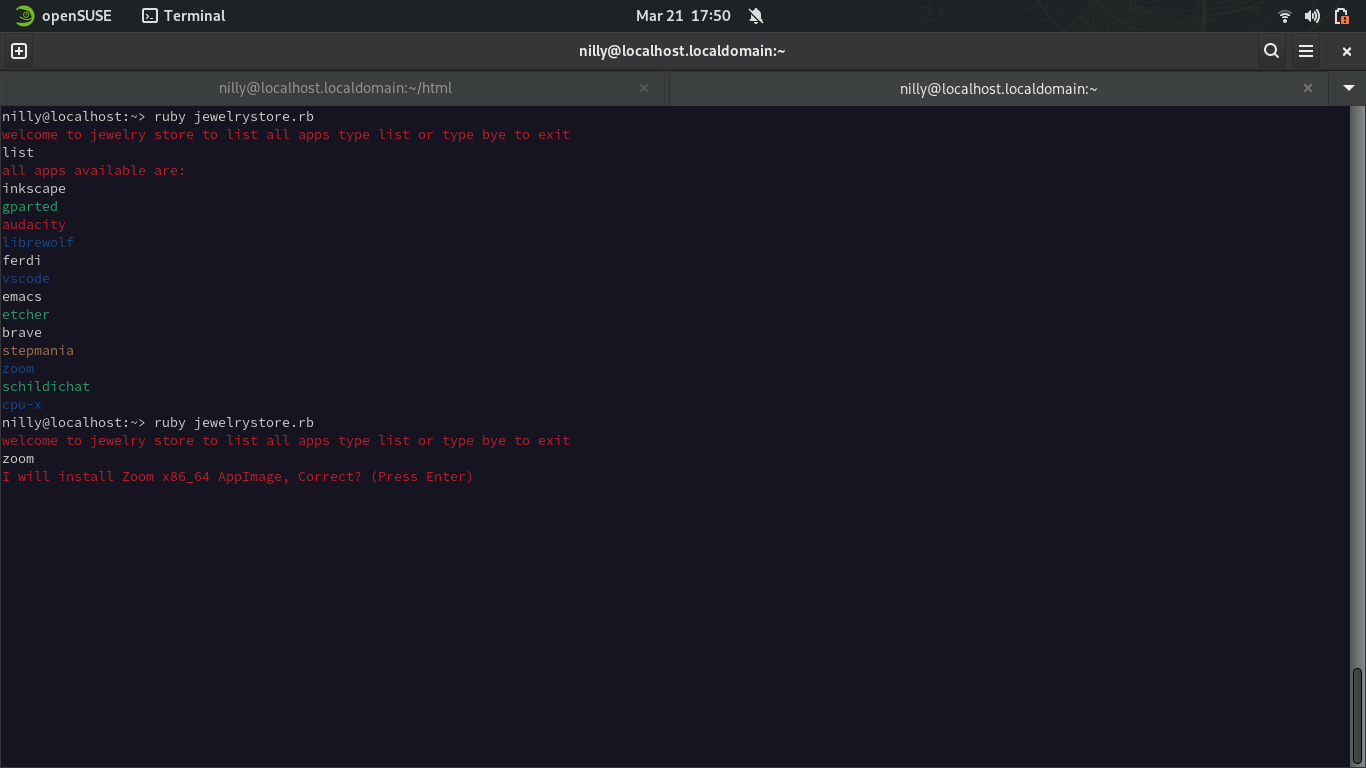 openSUSE Terminal Mar 21 17:50
nilly@localhost.localdomain:~
nilly@localhost.localdomain:~/html nilly@localhost.localdomain:~
nilly@localhost:~> ruby jewelrystore.rb
welcome to jewelry store to list all apps type list or type bye to exit
list
all apps available are:
inkscape
gparted
audacity
librewolf
ferdi
vscode
emacs
etcher
brave
stepmania
zoom
schildichat
cpu-x
nilly@localhost:~> ruby jewelrystore.rb
welcome to jewelry store to list all apps type list or type bye to exit
zoom
I will install Zoom x86_64 AppImage, Correct? (Press Enter)